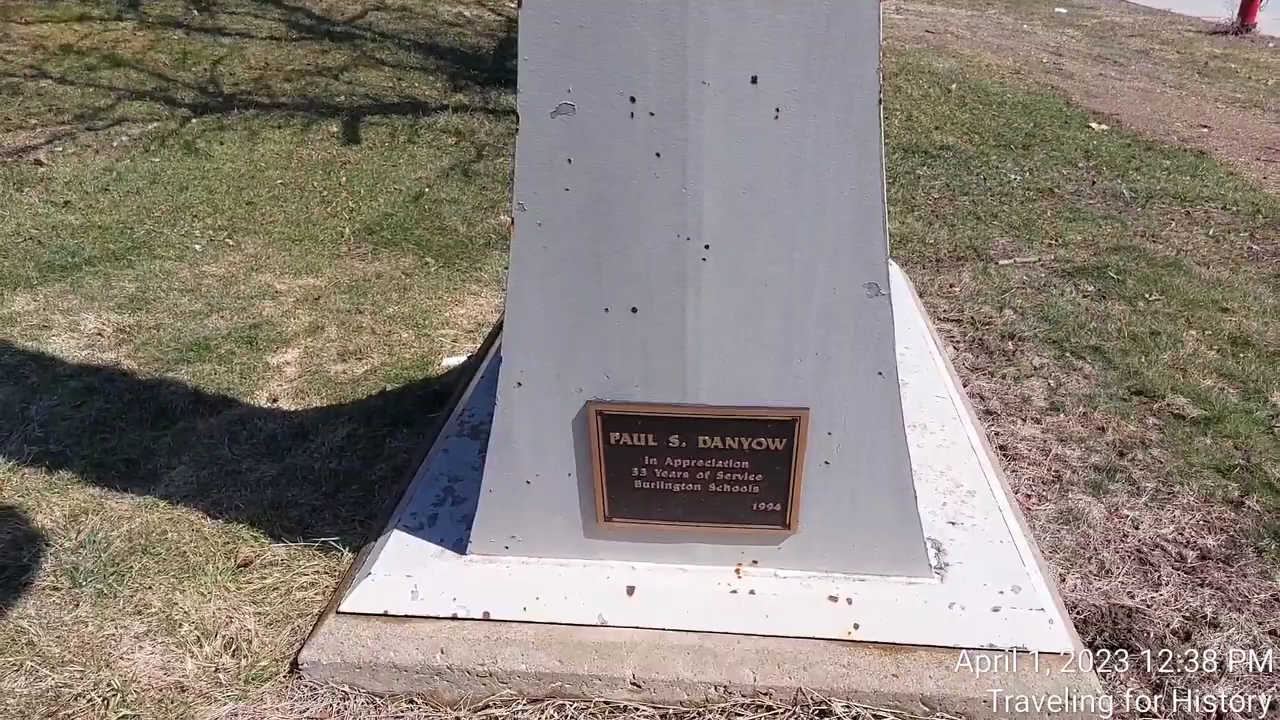 PAUL S. DANYOW
In Appreciation
33 Years of Service
Burlington Schools
1994
April 1, 2023 12:38 PM
Traveling for History